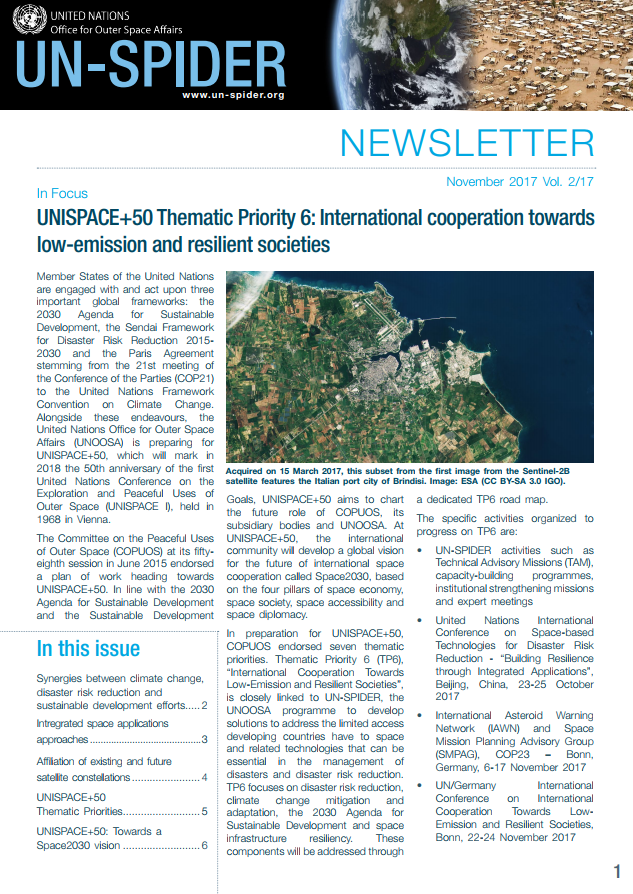 UNITED NATIONS
Office for Outer Space Affairs
UN-SPIDER
www.un-spider.org
NEWSLETTER
November 2017 Vol. 2/17
In Focus
UNISPACE+50 Thematic Priority 6: International cooperation towards
low-emission and resilient societies
Member States of the United Nations
are engaged with and act upon three
important global frameworks: the
2030 Agenda for Sustainable
Development, the Sendai Framework
for Disaster Risk Reduction 2015-
2030 and the Paris Agreement
stemming from the 21st meeting of
the Conference of the Parties (COP21)
to the United Nations Framework
Convention on Climate Change.
Alongside these endeavours, the
United Nations Office for Outer Space
Affairs (UNOOSA) is preparing for
UNISPACE+50, which will mark in
2018 the 50th anniversary of the first
United Nations Conference on the
Exploration and Peaceful Uses of
Outer Space (UNISPACE I), held in
1968 in Vienna.
The Committee on the Peaceful Uses
of Outer Space (COPUOS) at its fifty-
eighth session in June 2015 endorsed
a plan of work heading towards
UNISPACE+50. In line with the 2030
Agenda for Sustainable Development
and the Sustainable Development
Acquired on 15 March 2017, this subset from the first image from the Sentinel-2B
satellite features the Italian port city of Brindisi. Image: ESA (CC BY-SA 3.0 IGO).
Goals, UNISPACE+50 aims to chart
the future role of COPUOS, its
subsidiary bodies and UNOOSA. At
UNISPACE+50, the international
community will develop a global vision
for the future of international space
cooperation called Space2030, based
on the four pillars of space economy,
space society, space accessibility and
space diplomacy.
In preparation for UNISPACE+50,
COPUOS endorsed seven thematic
priorities. Thematic Priority 6 (TP6),
“International Cooperation Towards
Low-Emission and Resilient Societies”,
is closely linked to UN-SPIDER, the
UNOOSA programme to develop
solutions to address the limited access
developing countries have to space
and related technologies that can be
essential in the management of
disasters and disaster risk reduction.
TP6 focuses on disaster risk reduction,
climate change mitigation and
adaptation, the 2030 Agenda for
Sustainable Development and space
infrastructure resiliency. These
components will be addressed through
a dedicated TP6 road map.
The specific activities organized to
progress on TP6 are:
• UN-SPIDER activities such as
Technical Advisory Missions (TAM),
capacity-building programmes,
institutional strengthening missions
and expert meetings
• United Nations International
Conference on Space-based
Technologies for Disaster Risk
Reduction - “Building Resilience
through Integrated Applications”,
Beijing, China, 23-25 October
2017
• International Asteroid Warning
Network (IAWN) and Space
Mission Planning Advisory Group
(SMPAG), COP23 – Bonn,
Germany, 6-17 November 2017
• UN/Germany International
Conference on International
Cooperation Towards Low-
Emission and Resilient Societies,
Bonn, 22-24 November 2017
In this issue
Synergies between climate change,
disaster risk reduction and
sustainable development efforts.....2
Intregrated space applications
approaches.........................................3
Affiliation of existing and future
satellite constellations.......................4
UNISPACE+50
Thematic Priorities..........................5
UNISPACE+50: Towards a
Space2030 vision ..........................6
1